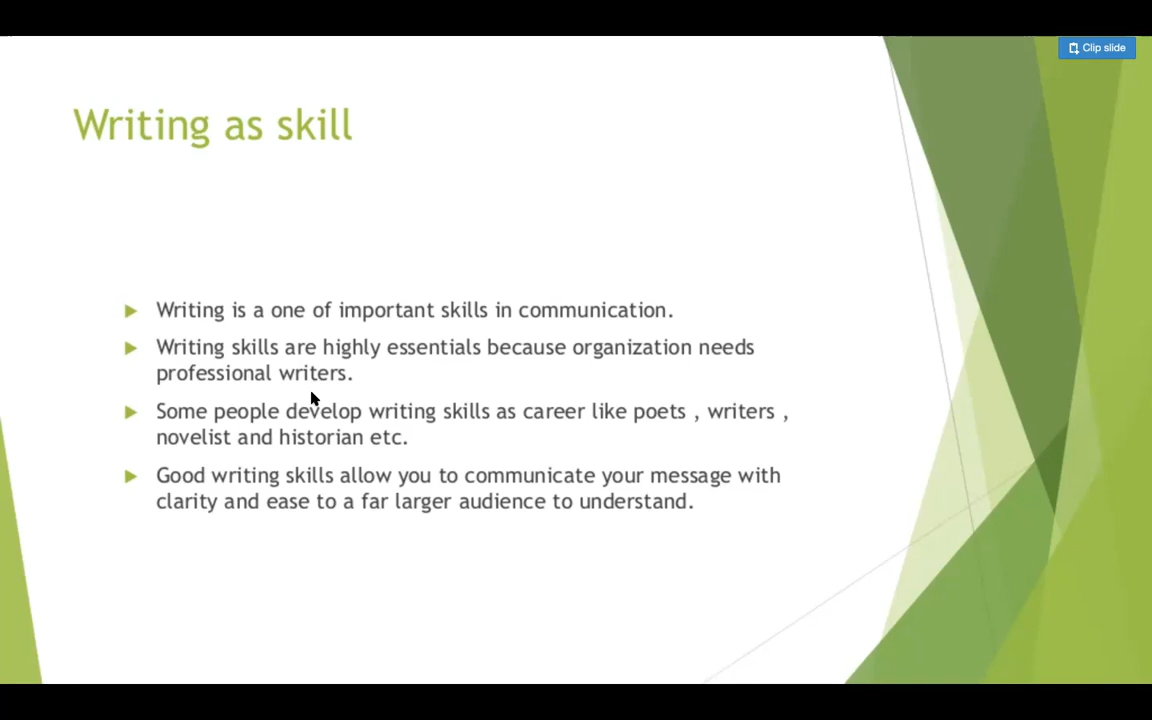 Clip slide
Writing as skill
Writing is a one of important skills in communication.
Writing skills are highly essentials because organization needs
professional writers.
Some people develop writing skills as career like poets , writers ,
novelist and historian etc.
Good writing skills allow you to communicate your message with
clarity and ease to a far larger audience to understand.